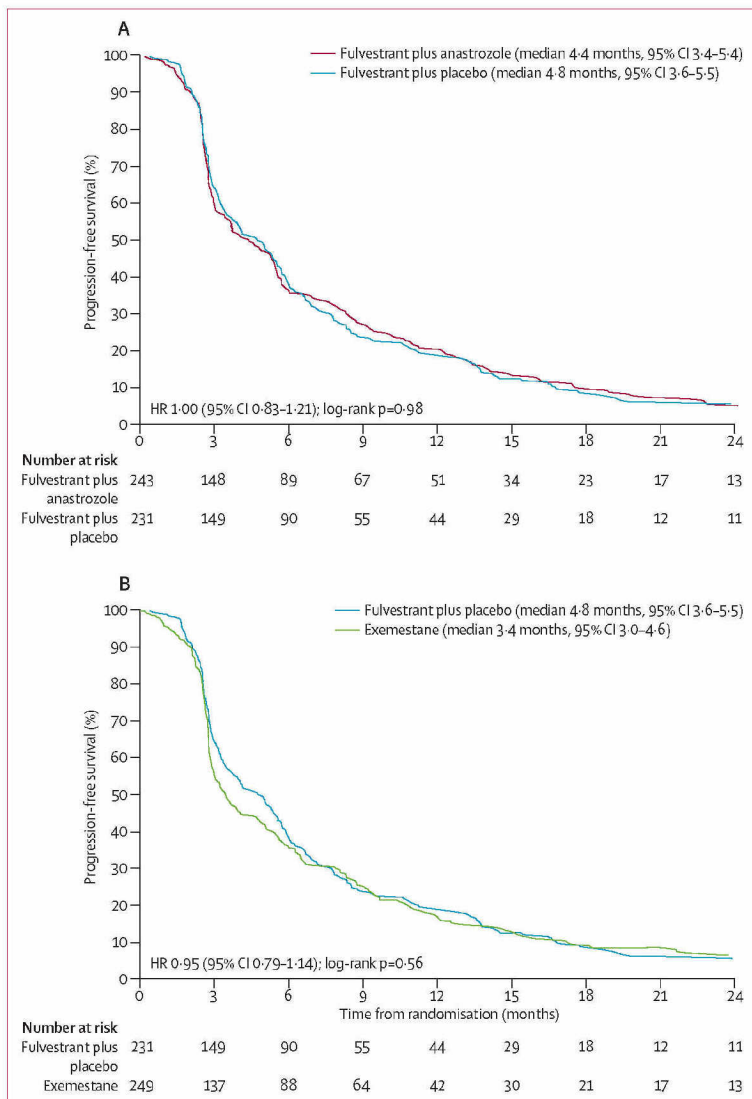 A
100
90
80
70
60
50
40
30
20
10
0
Progression-free survival (%)
Fulvestrant plus anastrozole (median 4·4 months, 95% CI 3·4–5·4)
Fulvestrant plus placebo (median 4·8 months, 95% CI 3·6–5·5)
HR 1·00 (95% CI 0·83–1·21); log-rank p=0·98
0 3 6 9 12 15 18 21 24
Number at risk
Fulvestrant plus 243 148 89 67 51 34 23 17 13
anastrozole
Fulvestrant plus 231 149 90 55 44 29 18 12 11
placebo
B
100
90
80
70
60
50
40
30
20
10
0
Progression-free survival (%)
Fulvestrant plus placebo (median 4·8 months, 95% CI 3·6–5·5)
Exemestane (median 3·4 months, 95% CI 3·0–4·6)
HR 0·95 (95% CI 0·79–1·14); log-rank p=0·56
0 3 6 9 12 15 18 21 24
Time from randomisation (months)
Number at risk
Fulvestrant plus 231 149 90 55 44 29 18 12 11
placebo
Exemestane 249 137 88 64 42 30 21 17 13